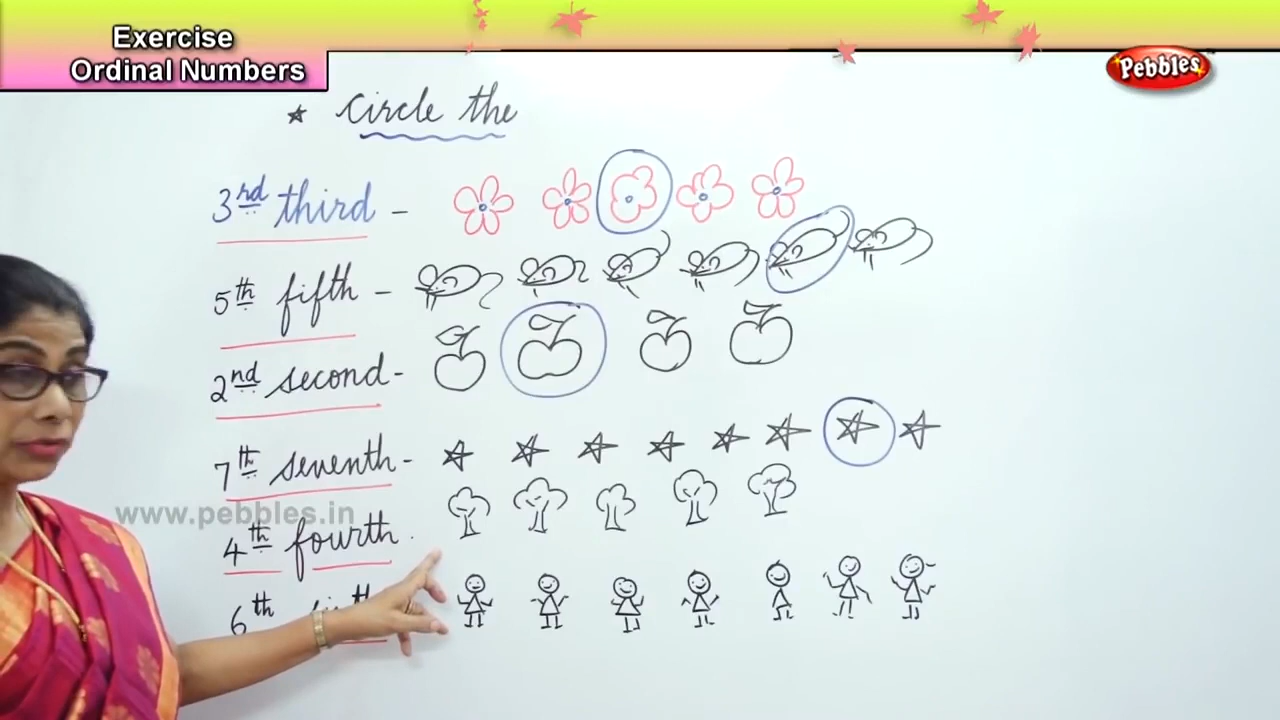 Exercise
Ordinal Numbers
Pebbles
★ Circle the
3rd third -
5th fifth -
2nd second -
7th seventh -
www.pebbles.in
4th fourth
6th